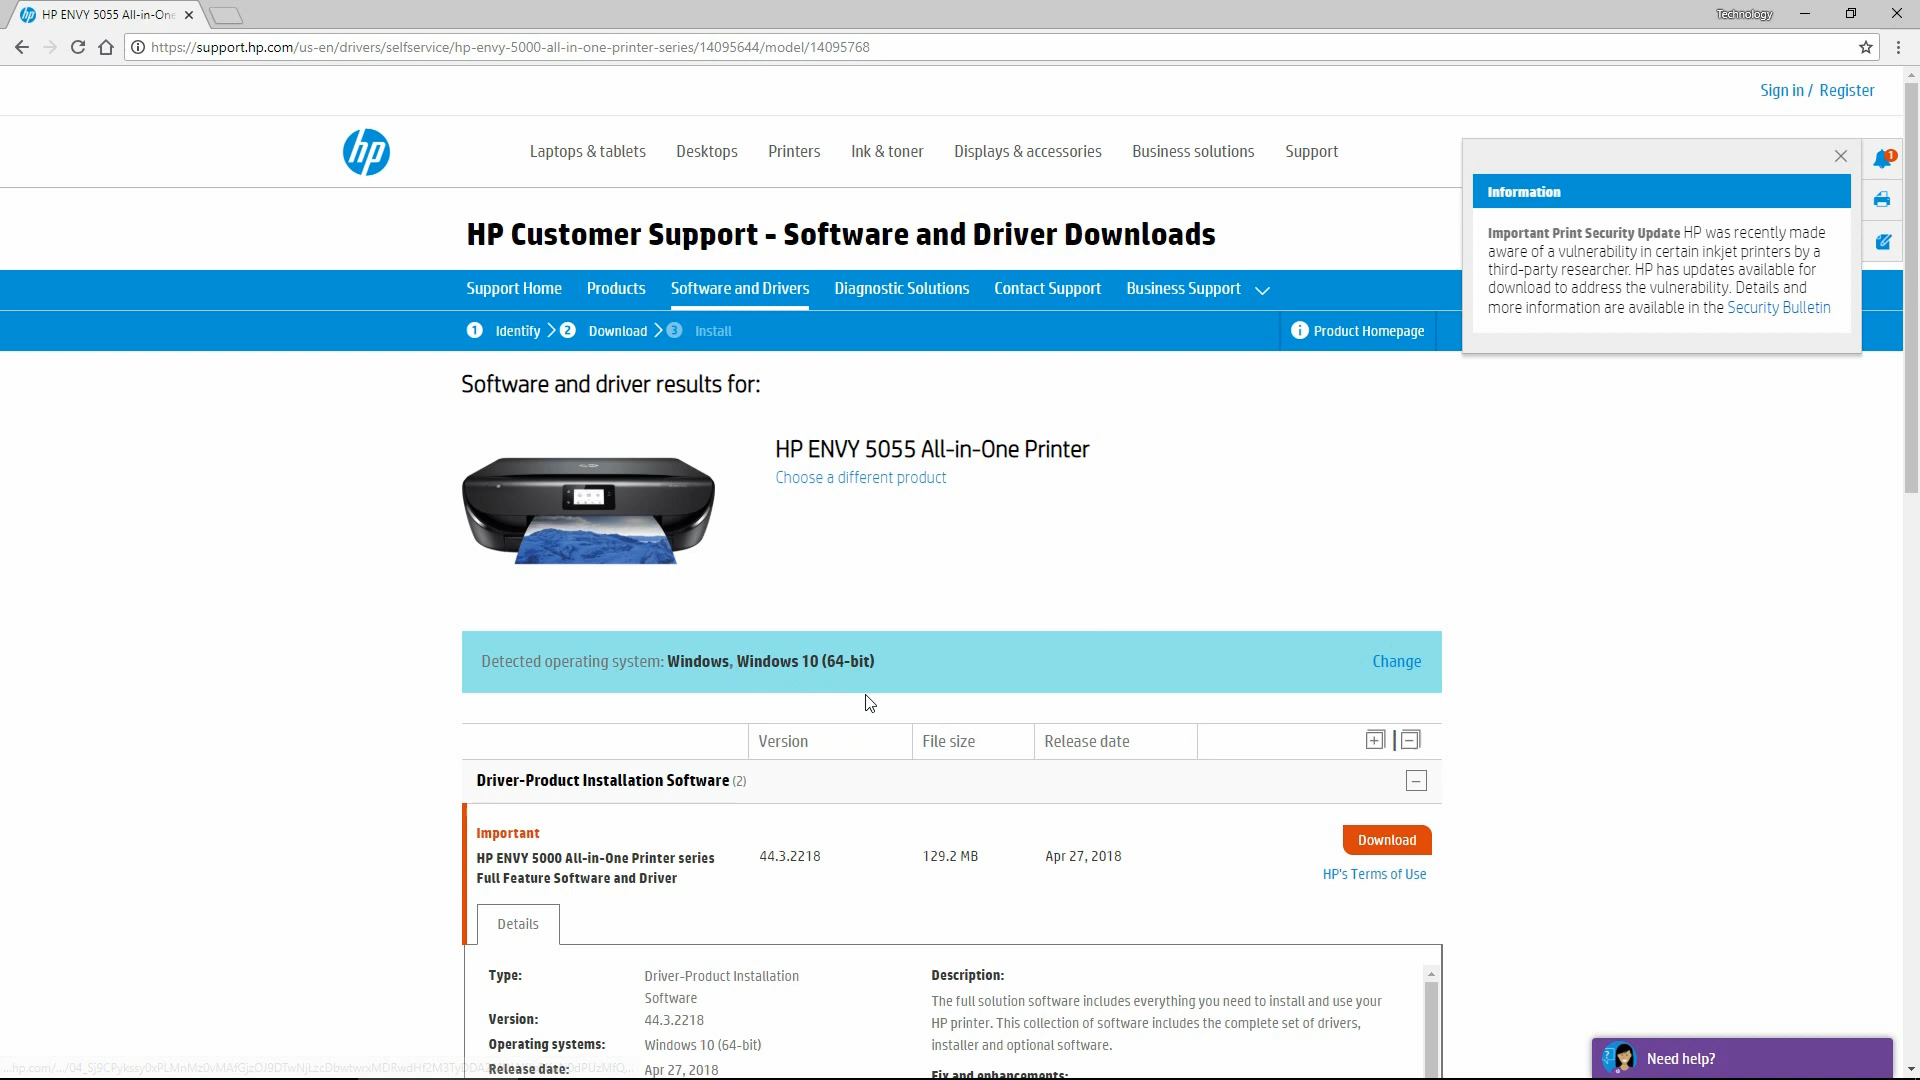 HP ENVY 5055 All-in-One
Technology
https://support.hp.com/us-en/drivers/selfservice/hp-envy-5000-all-in-one-printer-series/14095644/model/14095768
Sign in / Register
hp
Laptops & tablets Desktops Printers Ink & toner Displays & accessories Business solutions Support
1
Information
Important Print Security Update HP was recently made
aware of a vulnerability in certain inkjet printers by a
third-party researcher. HP has updates available for
download to address the vulnerability. Details and
more information are available in the Security Bulletin
HP Customer Support - Software and Driver Downloads
Support Home Products Software and Drivers Diagnostic Solutions Contact Support Business Support
1 Identify 2 Download 3 Install
Product Homepage
Software and driver results for:
HP ENVY 5055 All-in-One Printer
Choose a different product
Detected operating system: Windows, Windows 10 (64-bit)
Change
Version File size Release date
Driver-Product Installation Software (2)
Important
HP ENVY 5000 All-in-One Printer series
Full Feature Software and Driver
44.3.2218 129.2 MB Apr 27, 2018
Download
HP's Terms of Use
Details
Type: Driver-Product Installation
Software
Version: 44.3.2218
Operating systems: Windows 10 (64-bit)
Release date: Apr 27, 2018
Description:
The full solution software includes everything you need to install and use your
HP printer. This collection of software includes the complete set of drivers,
installer and optional software.
Fix and enhancements:
Need help?